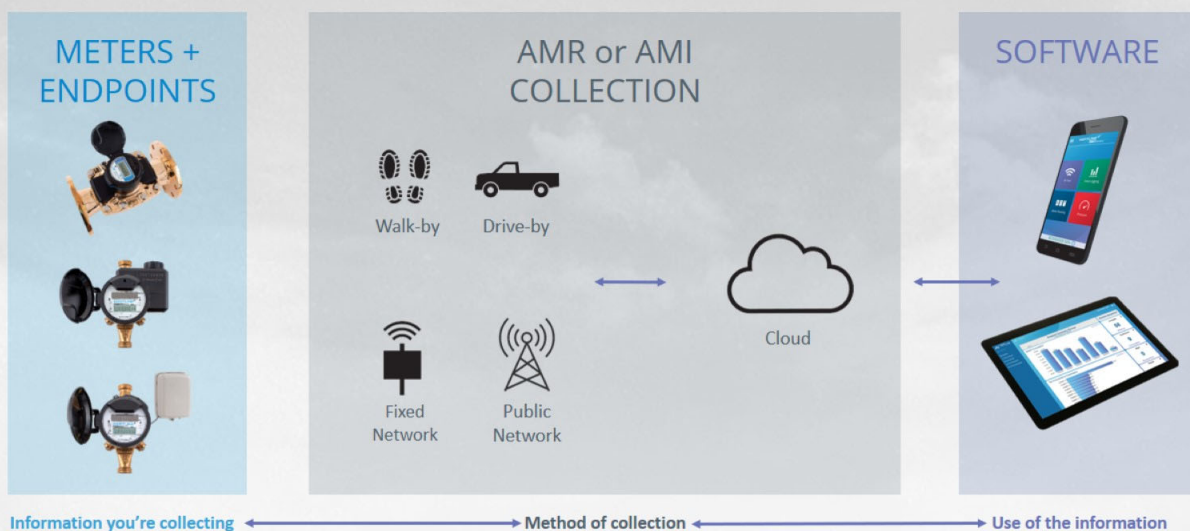 METERS +
ENDPOINTS
AMR or AMI
COLLECTION
SOFTWARE
Walk-by
Drive-by
Cloud
Fixed
Network
Public
Network
Information you're collecting
Method of collection
Use of the information